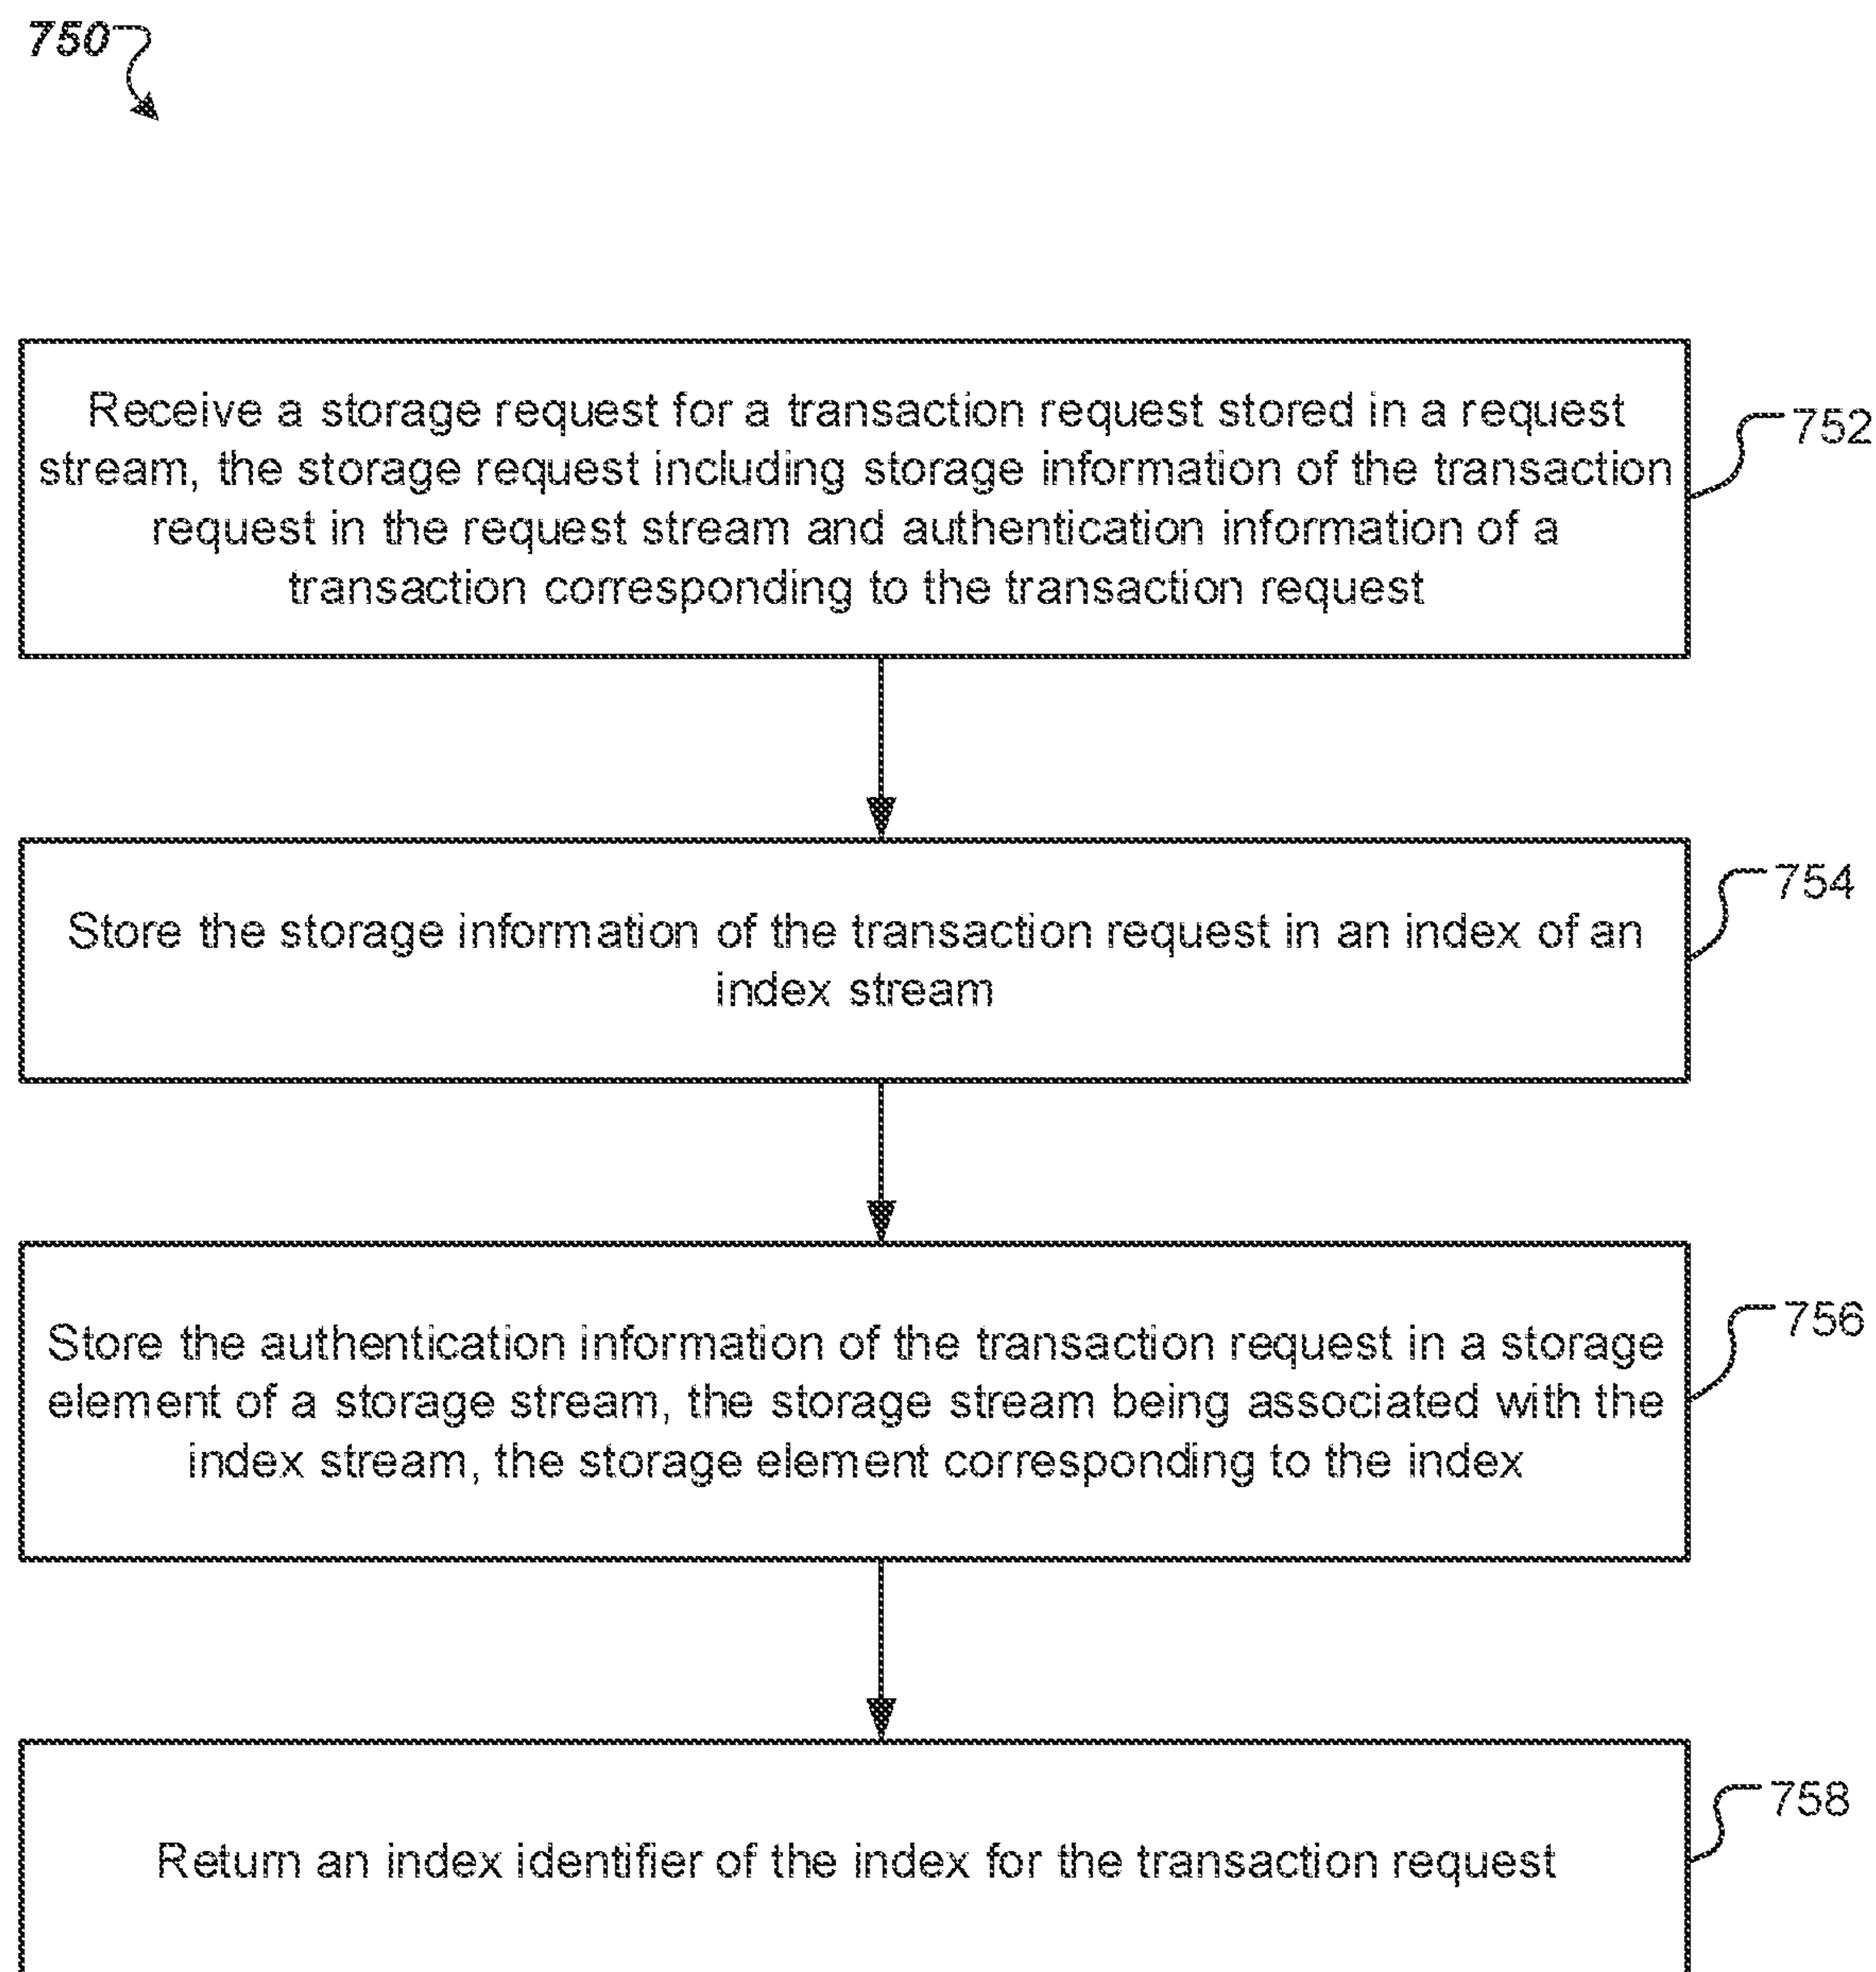 750
Receive a storage request for a transaction request stored in a request
stream, the storage request including storage information of the transaction
request in the request stream and authentication information of a
transaction corresponding to the transaction request
752
Store the storage information of the transaction request in an index of an
index stream
754
Store the authentication information of the transaction request in a storage
element of a storage stream, the storage stream being associated with the
index stream, the storage element corresponding to the index
756
Return an index identifier of the index for the transaction request
758